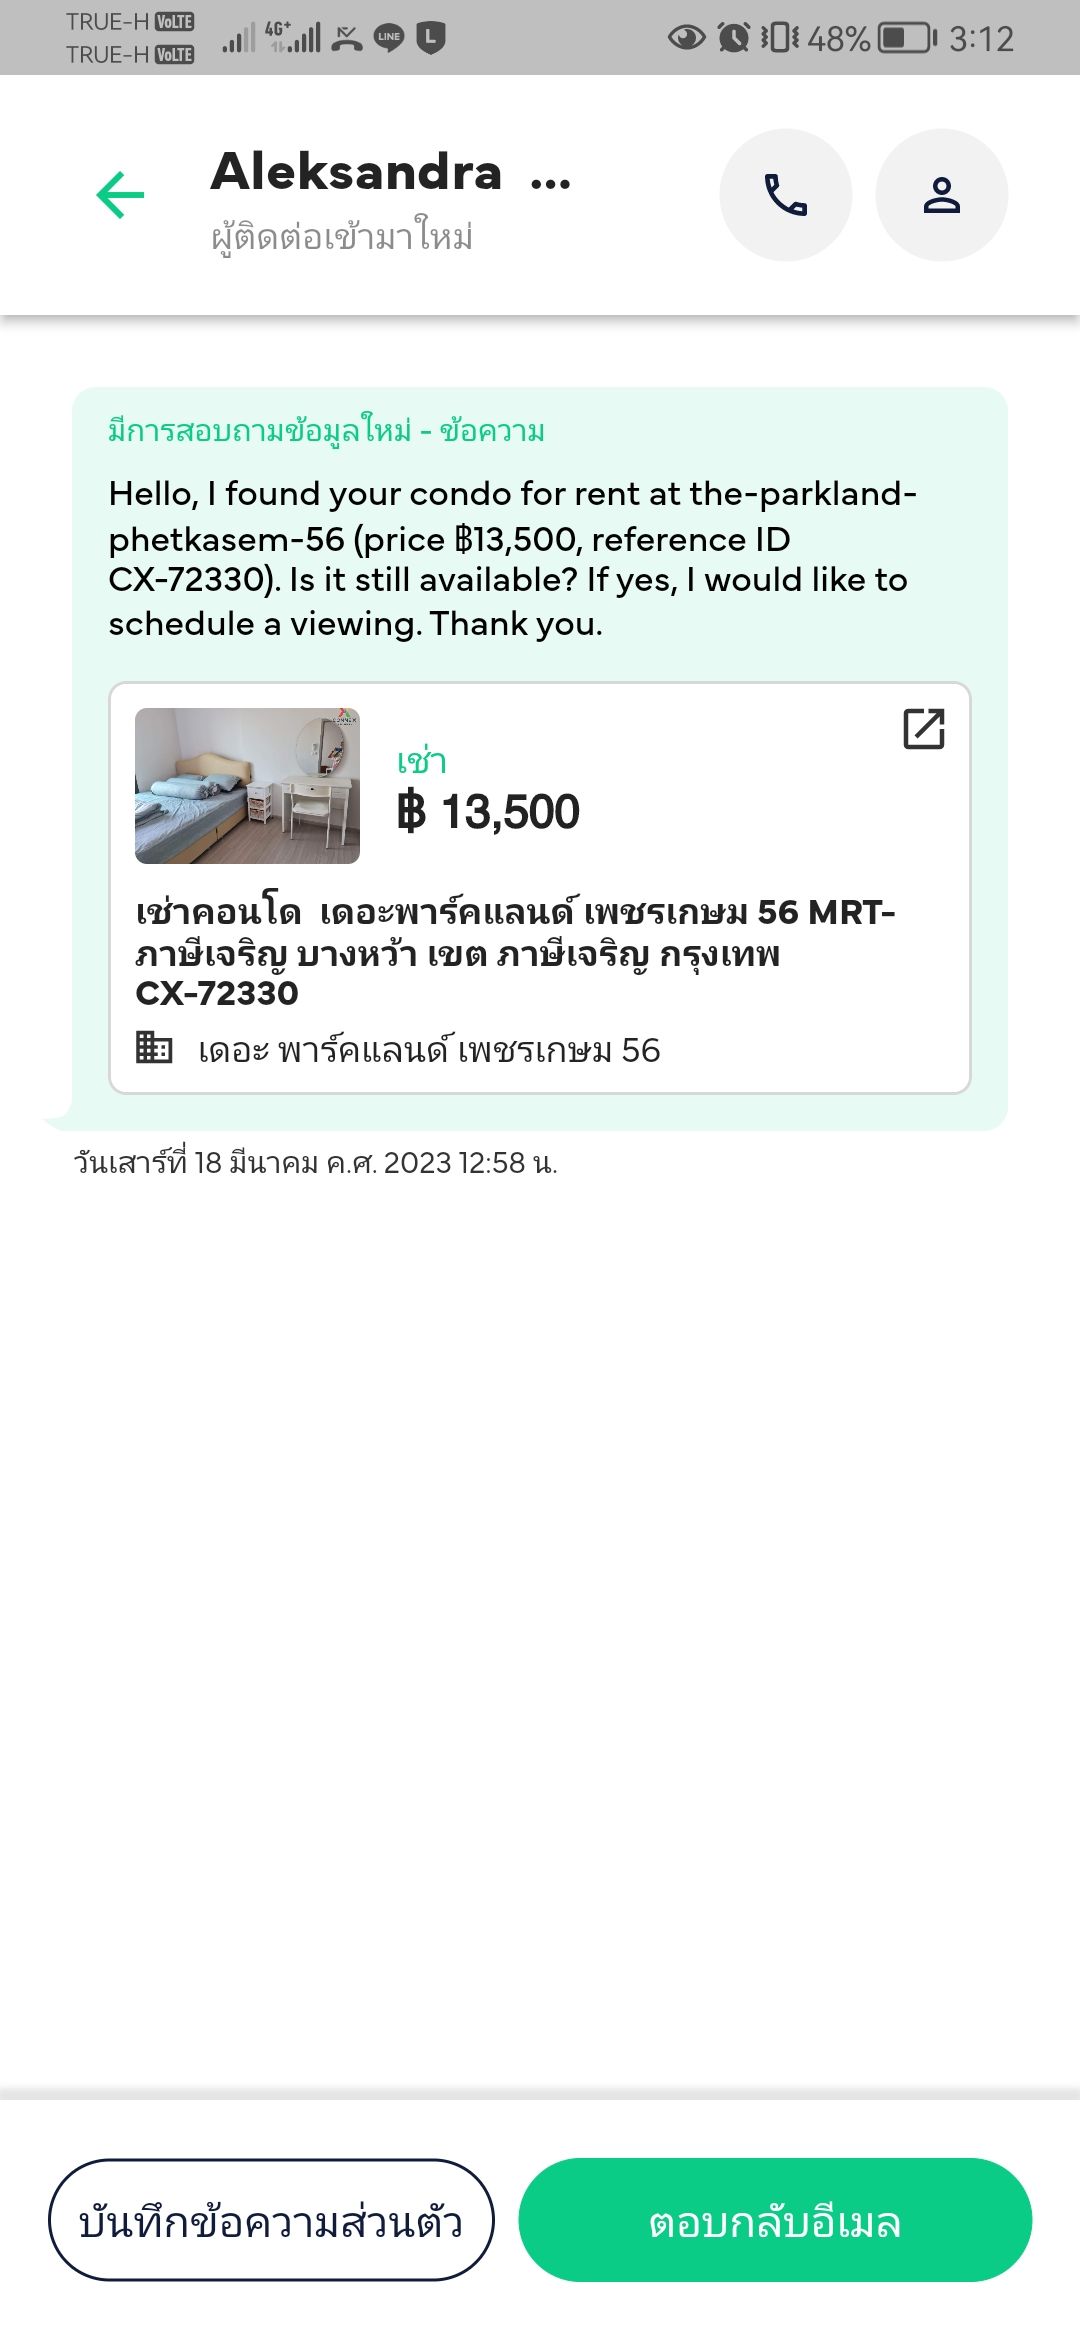 TRUE-H VoLTE
TRUE-H VoLTE
4G+
LINE
L
48%
3:12
Aleksandra ...
ผู้ติดต่อเข้ามาใหม่
มีการสอบถามข้อมูลใหม่ - ข้อความ
Hello, I found your condo for rent at the-parkland-
phetkasem-56 (price ฿13,500, reference ID
CX-72330). Is it still available? If yes, I would like to
schedule a viewing. Thank you.
เช่า
฿ 13,500
เช่าคอนโด เดอะพาร์คแลนด์ เพชรเกษม 56 MRT-
ภาษีเจริญ บางหว้า เขต ภาษีเจริญ กรุงเทพ
CX-72330
เดอะ พาร์คแลนด์ เพชรเกษม 56
วันเสาร์ที่ 18 มีนาคม ค.ศ. 2023 12:58 น.
บันทึกข้อความส่วนตัว
ตอบกลับอีเมล